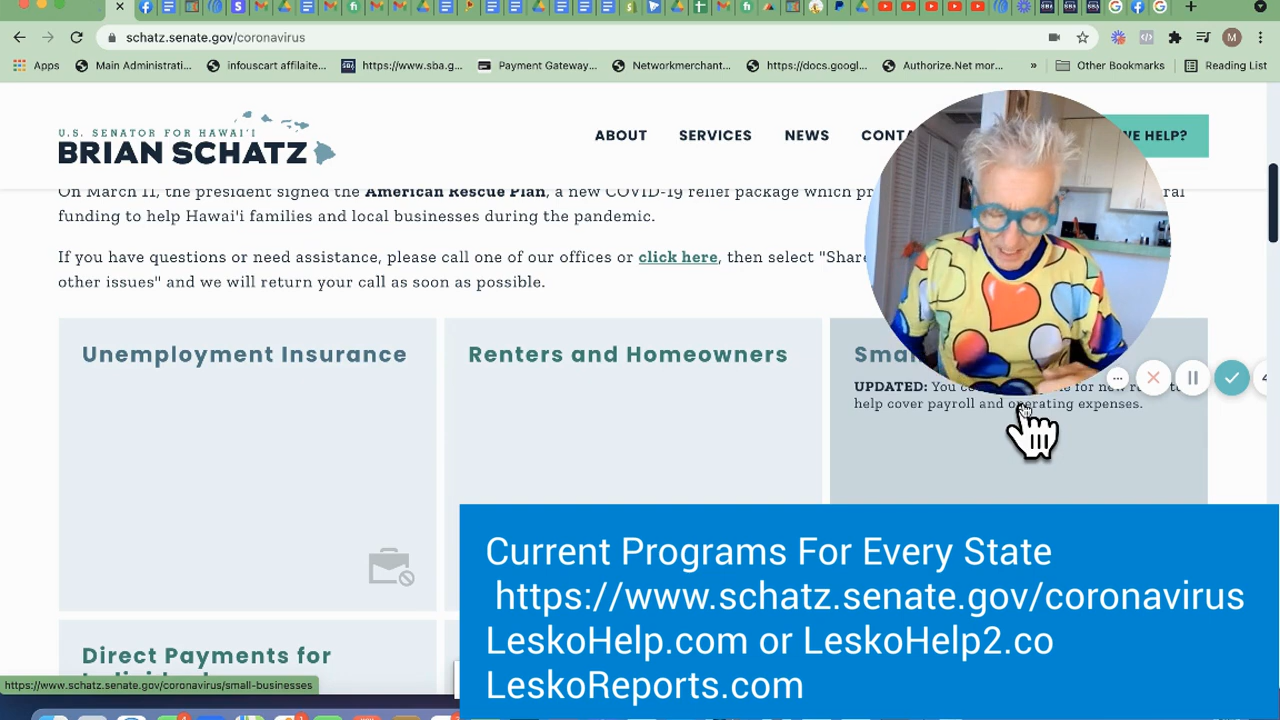 schatz.senate.gov/coronavirus
M
Apps
Main Administrati...
infouscart affilaite...
https://www.sba.g...
Payment Gateway...
Networkmerchant...
https://docs.googl...
Authorize.Net mor...
»
Other Bookmarks
Reading List
U.S. SENATOR FOR HAWAI'I
BRIAN SCHATZ
ABOUT
SERVICES
NEWS
WE HELP?
On March 11, the president signed the American Rescue Plan, a new COVID-19 relief package which
funding to help Hawai'i families and local businesses during the pandemic.
If you have questions or need assistance, please call one of our offices or click here, then select "Share
other issues" and we will return your call as soon as possible.
Unemployment Insurance
Renters and Homeowners
UPDATED: You for new
help cover payroll and operating expenses.
Direct Payments for
https://www.schatz.senate.gov/coronavirus/small-businesses
Current Programs For Every State
https://www.schatz.senate.gov/coronavirus
LeskoHelp.com or LeskoHelp2.co
LeskoReports.com